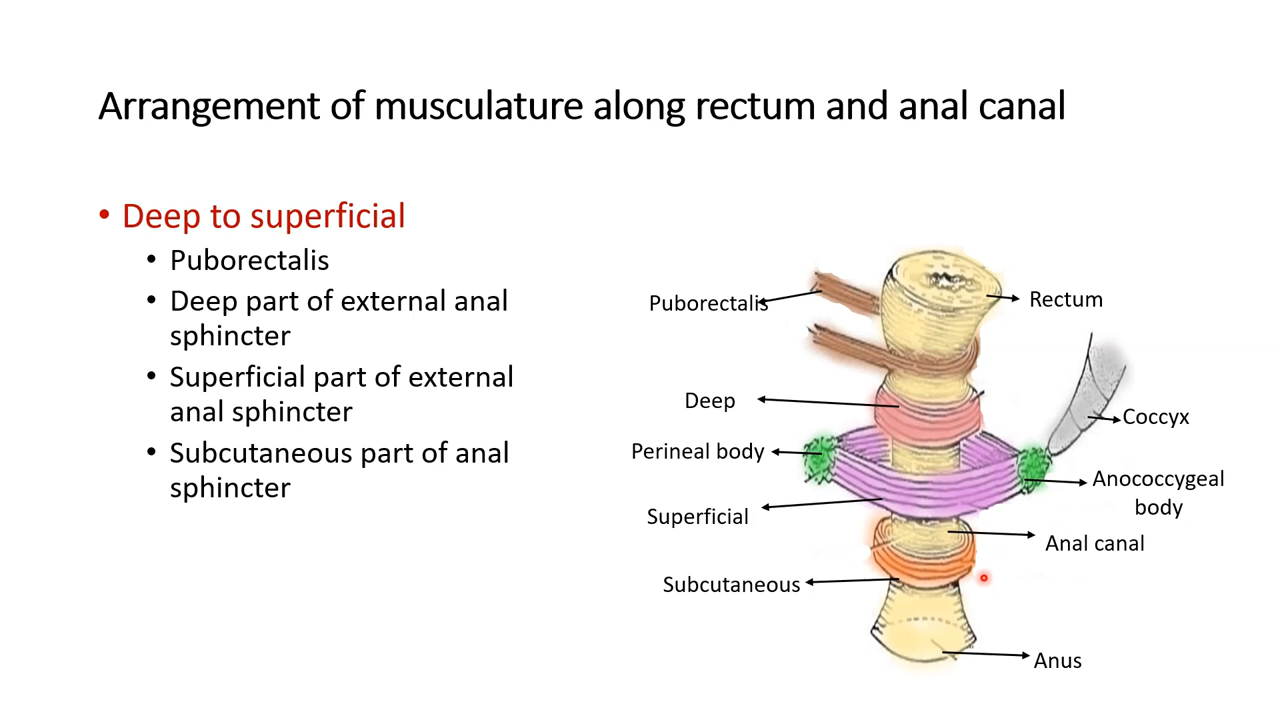 Arrangement of musculature along rectum and anal canal
• Deep to superficial
• Puborectalis
• Deep part of external anal
sphincter
• Superficial part of external
anal sphincter
• Subcutaneous part of anal
sphincter
Puborectalis
Rectum
Deep
Coccyx
Perineal body
Anococcygeal
body
Superficial
Anal canal
Subcutaneous
Anus